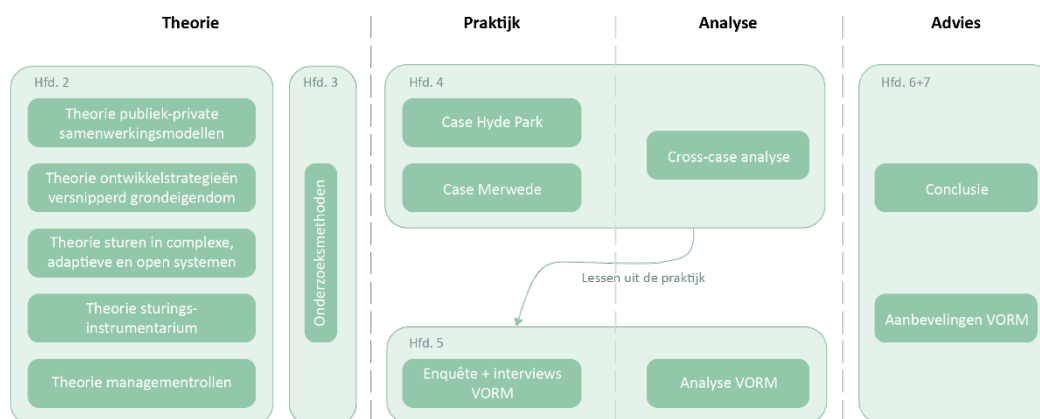 Theorie
Praktijk
Analyse
Advies
Hfd. 2
Theorie publiek-private
samenwerkingsmodellen
Theorie ontwikkelstrategieën
versnipperd grondeigendom
Theorie sturen in complexe,
adaptieve en open systemen
Theorie sturings-
instrumentarium
Theorie managementrollen
Hfd. 3
Onderzoeksmethoden
Hfd. 4
Case Hyde Park
Case Merwede
Cross-case analyse
Lessen uit de praktijk
Hfd. 5
Enquête + interviews
VORM
Analyse VORM
Hfd. 6+7
Conclusie
Aanbevelingen VORM